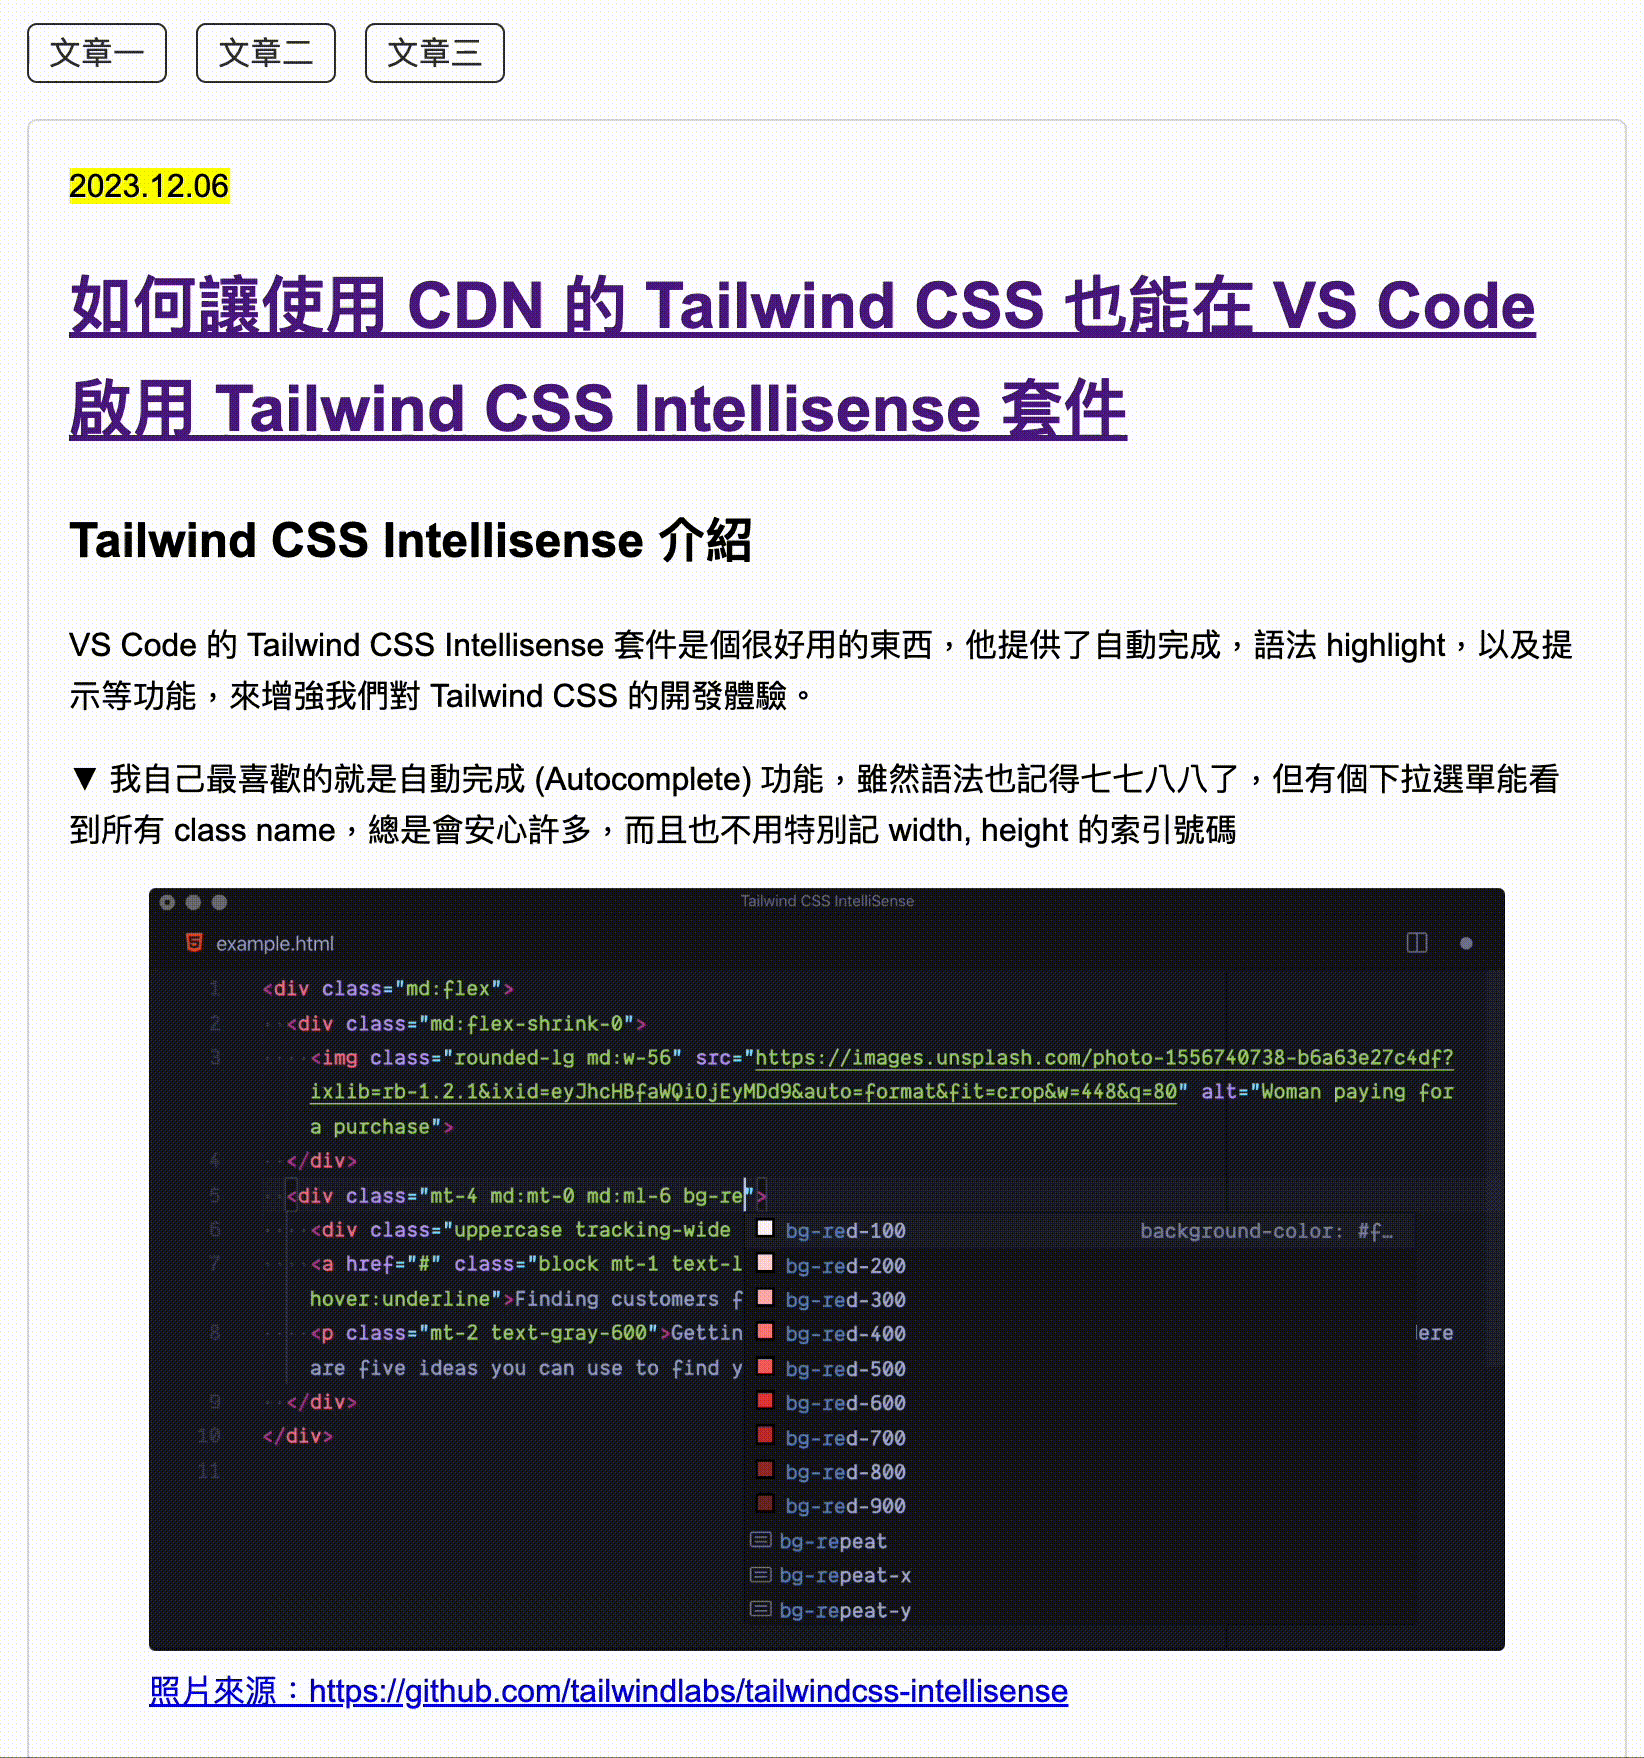 文章一
文章二
文章三
2023.12.06
如何讓使用 CDN 的 Tailwind CSS 也能在 VS Code
啟用 Tailwind CSS Intellisense 套件
Tailwind CSS Intellisense 介紹
VS Code 的 Tailwind CSS Intellisense 套件是個很好用的東西，他提供了自動完成，語法 highlight，以及提
示等功能，來增強我們對 Tailwind CSS 的開發體驗。
▼ 我自己最喜歡的就是自動完成 (Autocomplete) 功能，雖然語法也記得七七八八了，但有個下拉選單能看
到所有 class name，總是會安心許多，而且也不用特別記 width, height 的索引號碼
Tailwind CSS IntelliSense
example.html
1 <div class="md:flex">
2 <div class="md:flex-shrink-0">
3 <img class="rounded-lg md:w-56" src="https://images.unsplash.com/photo-1556740738-b6a63e27c4df?
ixlib=rb-1.2.1&ixid=eyJhcHBfaWQiOjEyMDd9&auto=format&fit=crop&w=448&q=80" alt="Woman paying for
a purchase">
4 </div>
5 <div class="mt-4 md:mt-0 md:ml-6 bg-re">
6 <div class="uppercase tracking-wide
bg-red-100 background-color: #f…
7 <a href="#" class="block mt-1 text-l
bg-red-200
hover:underline">Finding customers f
bg-red-300
8 <p class="mt-2 text-gray-600">Gettin
bg-red-400
ere
are five ideas you can use to find y
bg-red-500
9 </div>
bg-red-600
10 </div>
bg-red-700
11
bg-red-800
bg-red-900
bg-repeat
bg-repeat-x
bg-repeat-y
照片來源：https://github.com/tailwindlabs/tailwindcss-intellisense